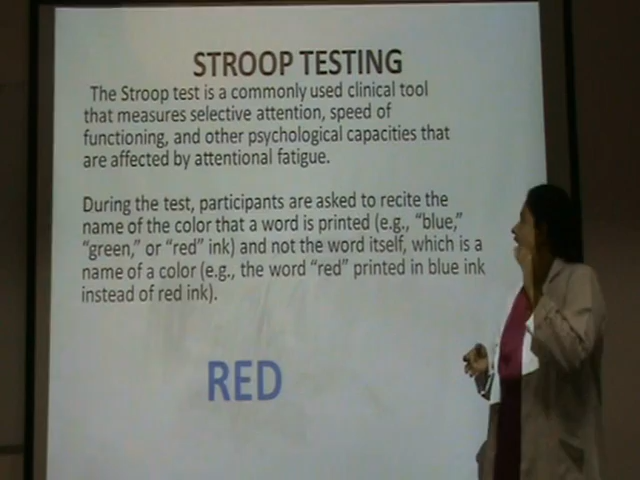 STROOP TESTING
The Stroop test is a commonly used clinical tool
that measures selective attention, speed of
functioning, and other psychological capacities that
are affected by attentional fatigue.
During the test, participants are asked to recite the
name of the color that a word is printed (e.g., “blue,”
“green,” or “red” ink) and not the word itself, which is a
name of a color (e.g., the word “red” printed in blue ink
instead of red ink).
RED